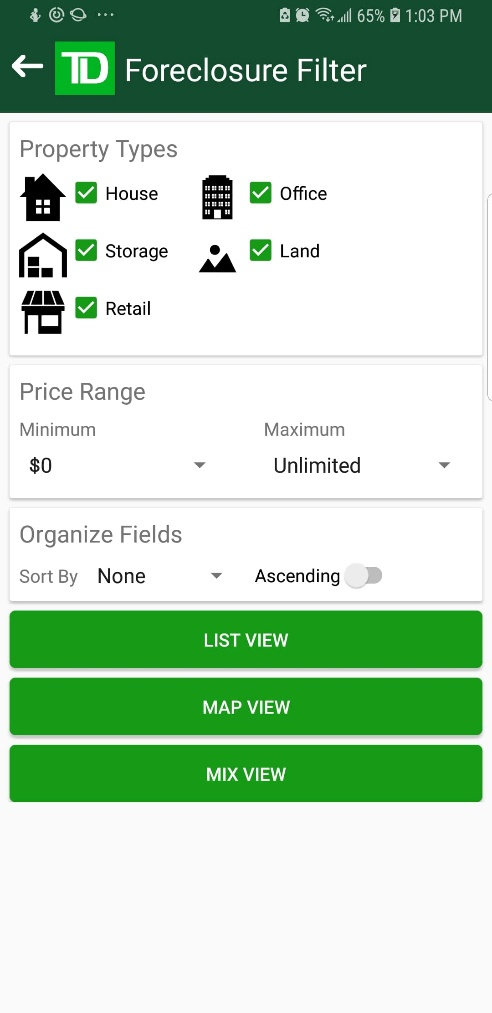 65% 1:03 PM
TD Foreclosure Filter
Property Types
House Office
Storage Land
Retail
Price Range
Minimum Maximum
$0 Unlimited
Organize Fields
Sort By None Ascending
LIST VIEW
MAP VIEW
MIX VIEW